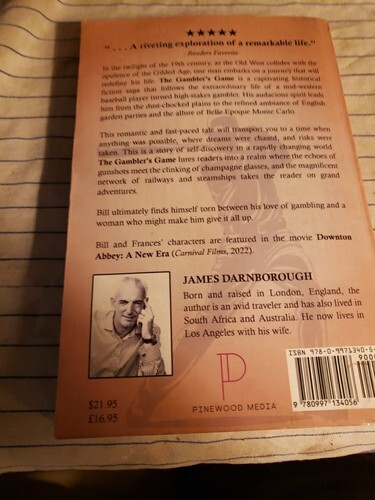 ★★★★★
" . . . A riveting exploration of a remarkable life."
-Readers Favorite
In the twilight of the 19th century, as the Old West collides with the
opulence of the Gilded Age, one man embarks on a journey that will
redefine his life. The Gambler's Game is a captivating historical
fiction saga that follows the extraordinary life of a mid-western
baseball player turned high-stakes gambler. His audacious spirit leads
him from the dust-chocked plains to the refined ambience of English
garden parties and the allure of Belle Epoque Monte Carlo.
This romantic and fast-paced tale will transport you to a time when
anything was possible, where dreams were chased, and risks were
taken. This is a story of self-discovery in a rapidly changing world.
The Gambler's Game lures readers into a realm where the echoes of
gunshots meet the clinking of champagne glasses, and the magnificent
network of railways and steamships takes the reader on grand
adventures.
Bill ultimately finds himself torn between his love of gambling and a
woman who might make him give it all up.
Bill and Frances' characters are featured in the movie Downton
Abbey: A New Era (Carnival Films, 2022).
JAMES DARNBOROUGH
Born and raised in London, England, the
author is an avid traveler and has also lived in
South Africa and Australia. He now lives in
Los Angeles with his wife.
$21.95
£16.95
PINEWOOD MEDIA
ISBN 978-0-9971340-5-
9000
9 780997 134056